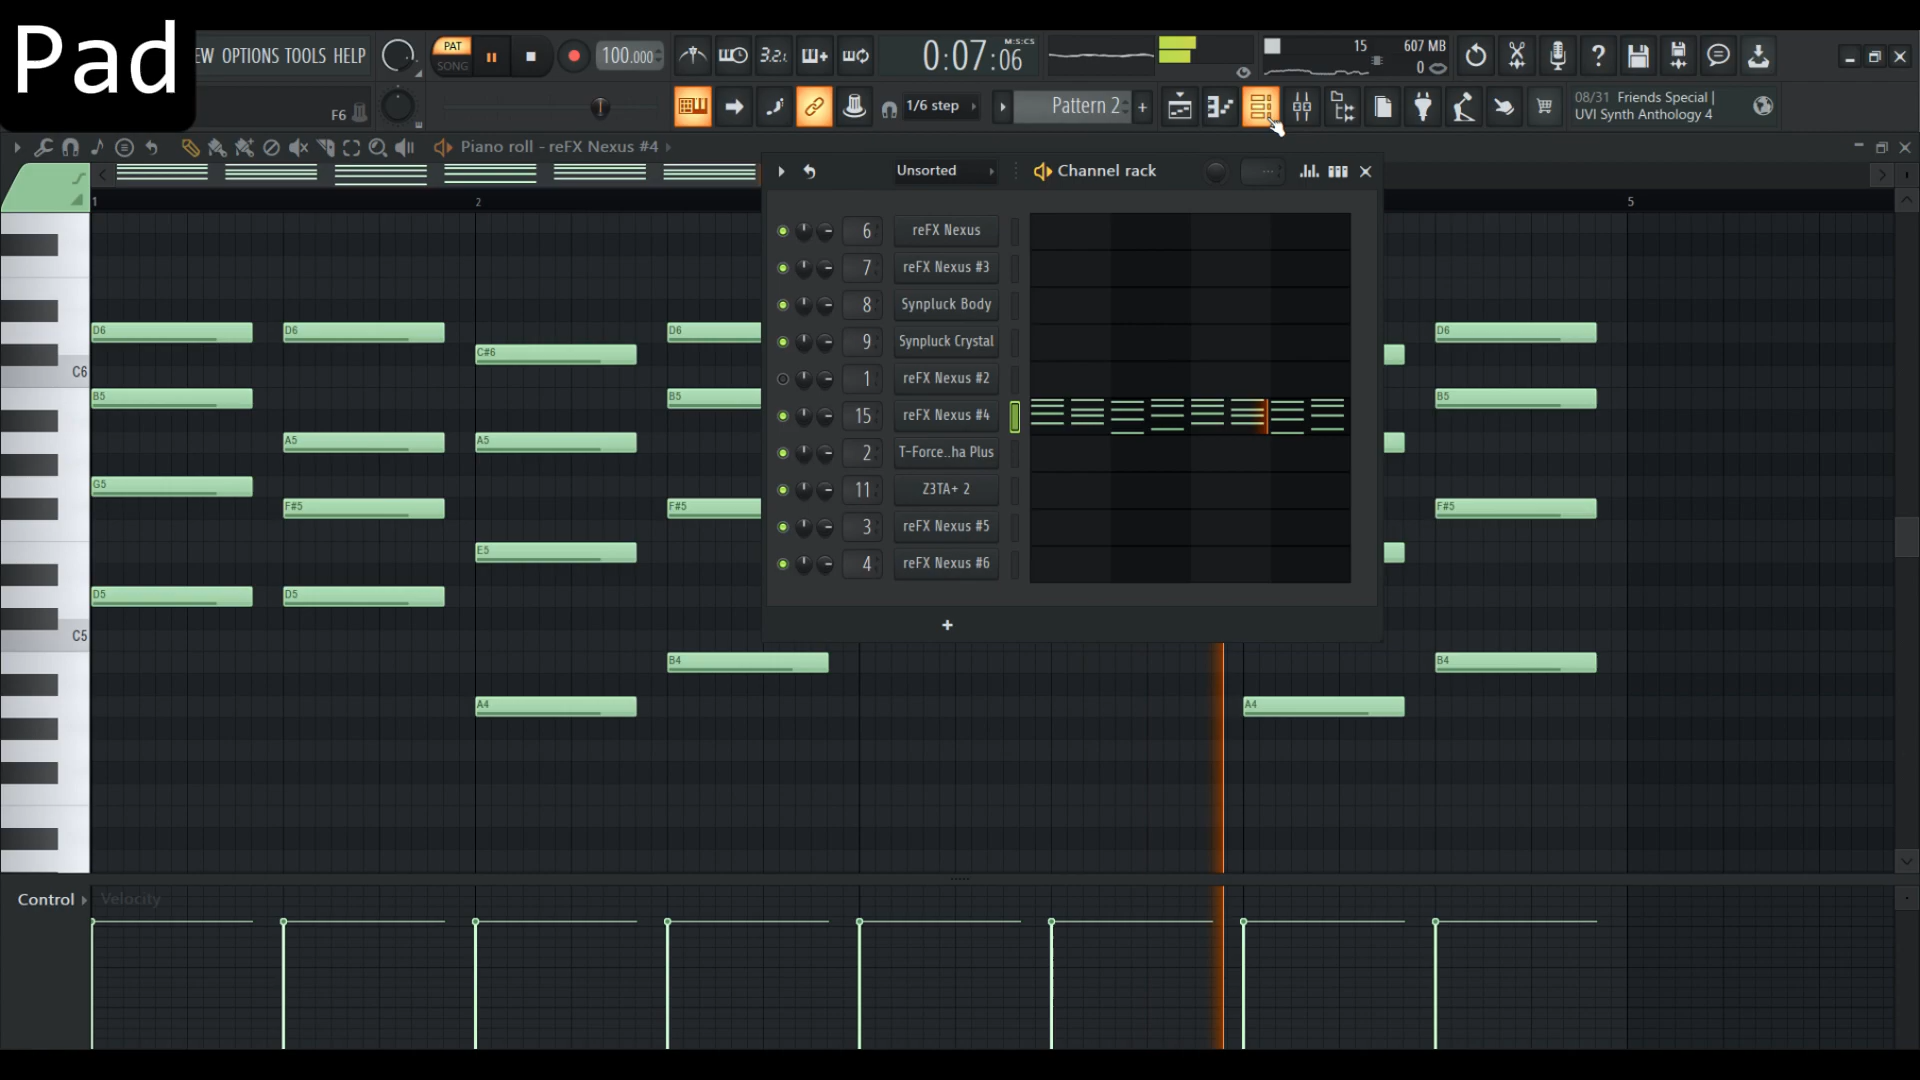 Pad
EW OPTIONS TOOLS HELP
F6
PAT
SONG
100.000
3.2.
0:07:06
M:S:CS
15
607 MB
0
1/6 step
Pattern 2
+
08/31 Friends Special |
UVI Synth Anthology 4
Piano roll - reFX Nexus #4
1
2
5
Unsorted
Channel rack
6 reFX Nexus
7 reFX Nexus #3
8 Synpluck Body
9 Synpluck Crystal
1 reFX Nexus #2
15 reFX Nexus #4
2 T-Force..ha Plus
11 Z3TA+ 2
3 reFX Nexus #5
4 reFX Nexus #6
+
D6
D6
C#6
D6
D6
C6
B5
B5
B5
A5
A5
G5
F#5
F#5
F#5
E5
D5
D5
C5
B4
B4
A4
A4
Control
Velocity